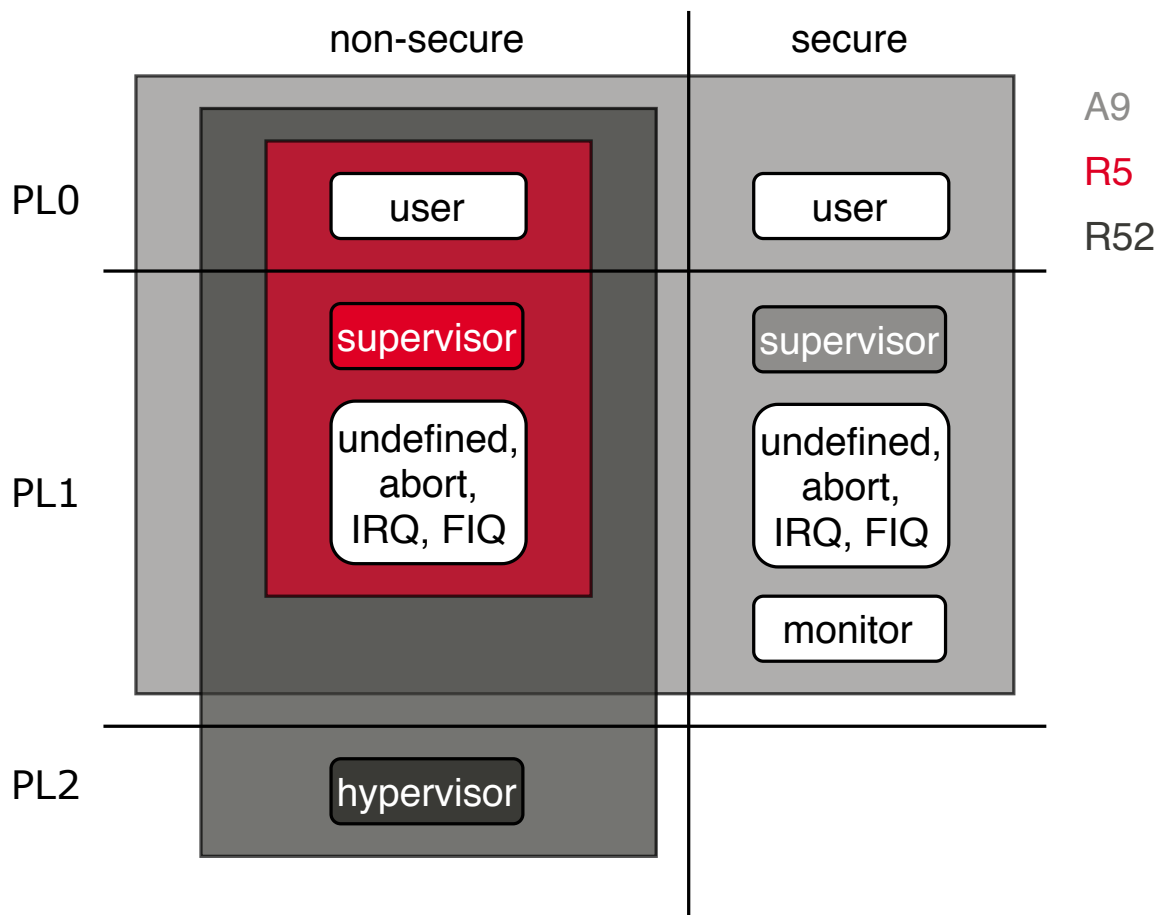 non-secure
secure
A9
R5
R52
PL0
user
user
supervisor
supervisor
PL1
undefined,
abort,
IRQ, FIQ
undefined,
abort,
IRQ, FIQ
monitor
PL2
hypervisor